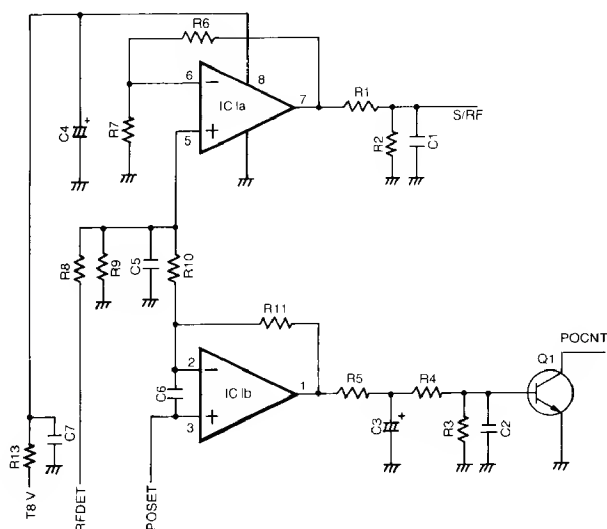 R6
6
8
IC Ia
7
R1
S/RF
C4
R7
5
R2
C1
R8
R9
C5
R10
R11
2
C6
IC Ib
1
R5
R4
Q1
POCNT
3
C3
R3
C2
R13
C7
T8 V
RFDET
POSET